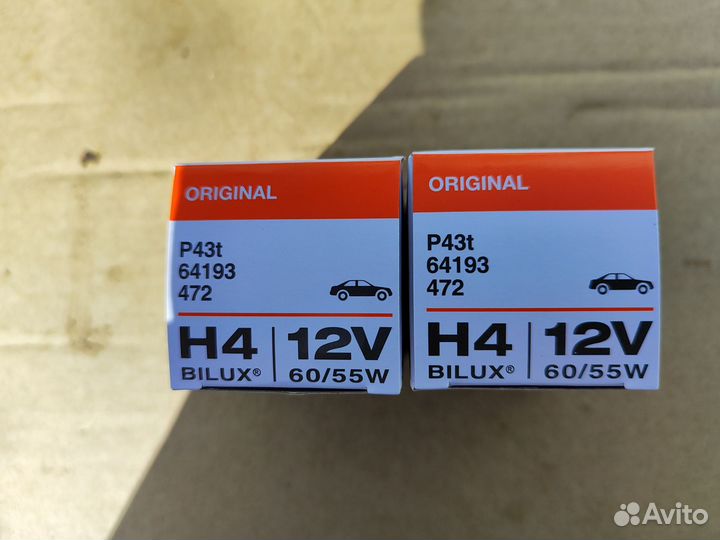 ORIGINAL
P43t
64193
472
H4 12V
BILUX® 60/55W
ORIGINAL
P43t
64193
472
H4 12V
BILUX® 60/55W
Avito